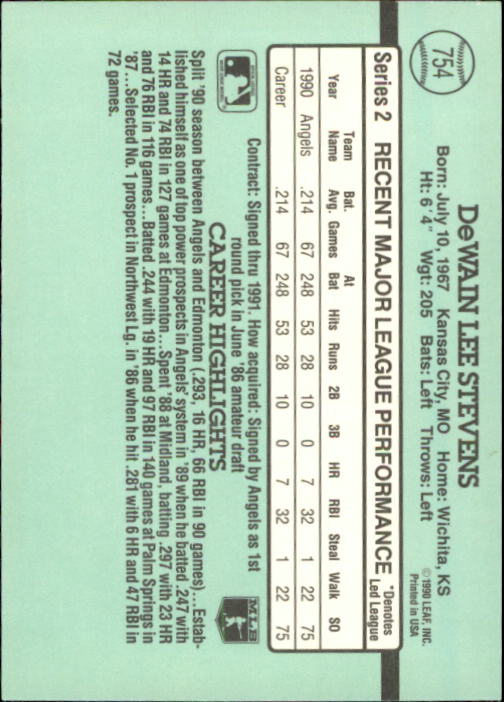 754
DeWAIN LEE STEVENS
Born: July 10, 1967 Kansas City, MO Home: Wichita, KS
Ht: 6'4" Wgt: 205 Bats: Left Throws: Left
©1990 LEAF, INC.
Printed in USA
Series 2 RECENT MAJOR LEAGUE PERFORMANCE *Denotes Led League
Year Team Name Bat. Avg. Games At Bat Hits Runs 2B 3B HR RBI Steal Walk SO
1990 Angels .214 67 248 53 28 10 0 7 32 1 22 75
Career .214 67 248 53 28 10 0 7 32 1 22 75
Contract: Signed thru 1991. How acquired: Signed by Angels as 1st
round pick in June '86 amateur draft
CAREER HIGHLIGHTS
MLB
Split '90 season between Angels and Edmonton (.293, 16 HR, 66 RBI in 90 games)...Estab-
lished himself as one of top power prospects in Angels' system in '89 when he batted .247 with
14 HR and 74 RBI in 127 games at Edmonton...Spent '88 at Midland, batting .297 with 23 HR
and 76 RBI in 116 games...Batted .244 with 19 HR and 97 RBI in 140 games at Palm Springs in
'87...Selected No. 1 prospect in Northwest Lg. in '86 when he hit .281 with 6 HR and 47 RBI in
72 games.